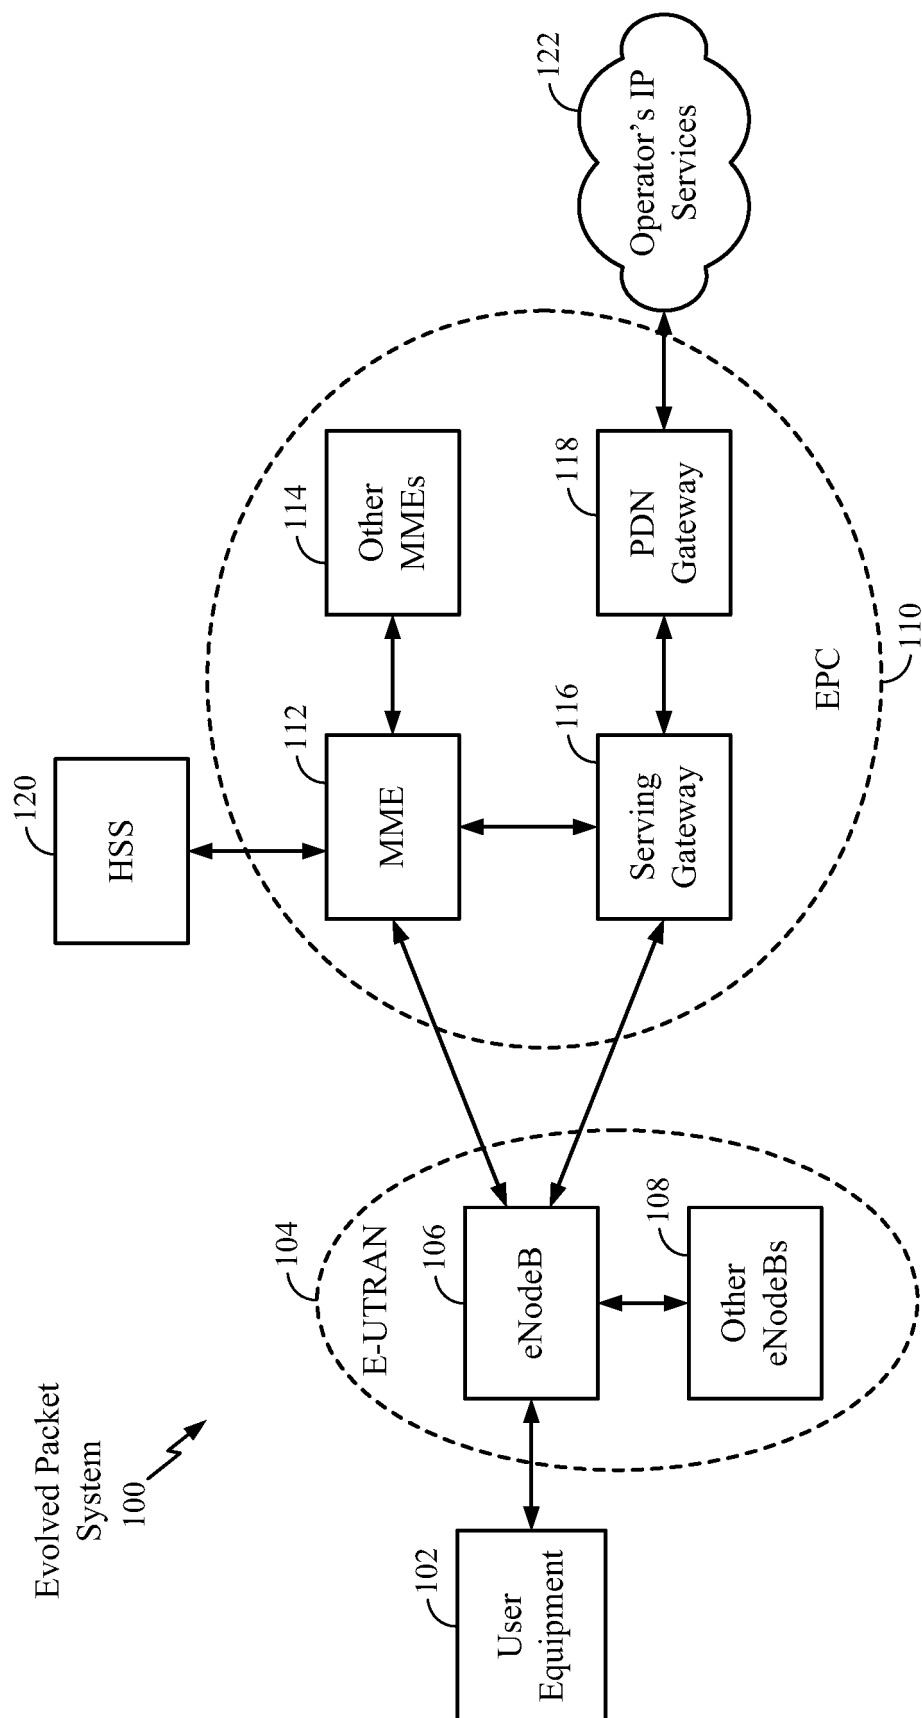 Evolved Packet
System
100
HSS
120
104
E-UTRAN
102
User
Equipment
106
eNodeB
108
Other
eNodeBs
112
MME
114
Other
MMEs
116
Serving
Gateway
118
PDN
Gateway
EPC
110
122
Operator's IP
Services